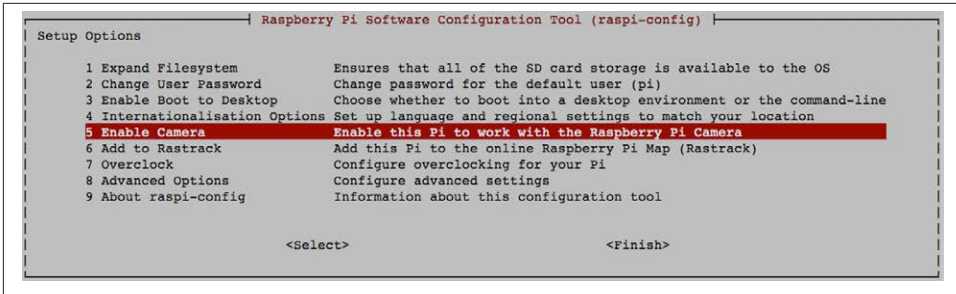 Raspberry Pi Software Configuration Tool (raspi-config)
Setup Options
1 Expand Filesystem Ensures that all of the SD card storage is available to the OS
2 Change User Password Change password for the default user (pi)
3 Enable Boot to Desktop Choose whether to boot into a desktop environment or the command-line
4 Internationalisation Options Set up language and regional settings to match your location
5 Enable Camera Enable this Pi to work with the Raspberry Pi Camera
6 Add to Rastrack Add this Pi to the online Raspberry Pi Map (Rastrack)
7 Overclock Configure overclocking for your Pi
8 Advanced Options Configure advanced settings
9 About raspi-config Information about this configuration tool
<Select> <Finish>